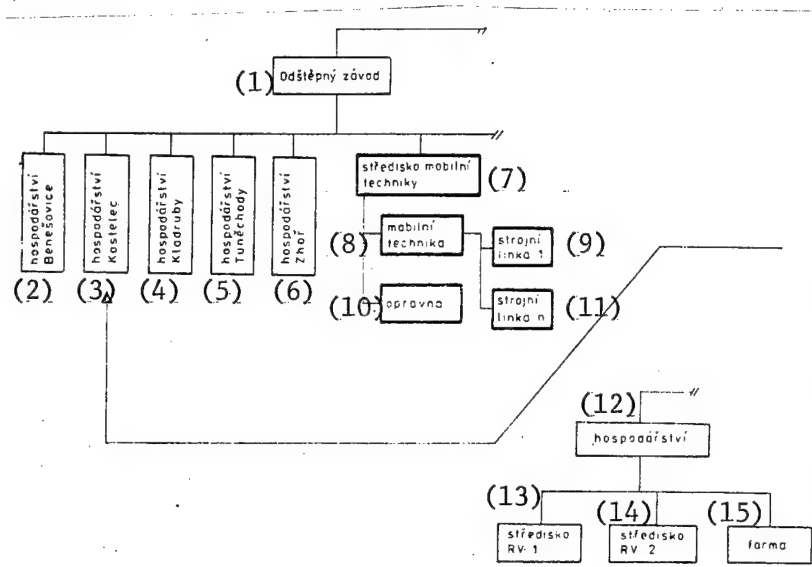 (1)
Odštěpný závod
hospodářství
Benešovice
hospodářství
Kostelec
hospodářství
Kladruby
hospodářství
Tuněchody
hospodářství
Zhoř
středisko mobilní
techniky
(7)
(2)
(3)
(4)
(5)
(6)
(8)
mobilní
technika
strojní
linka 1
(9)
(10)
opravna
strojní
linka n
(11)
(12)
hospodářství
(13)
středisko
RV 1
(14)
středisko
RV 2
(15)
farma